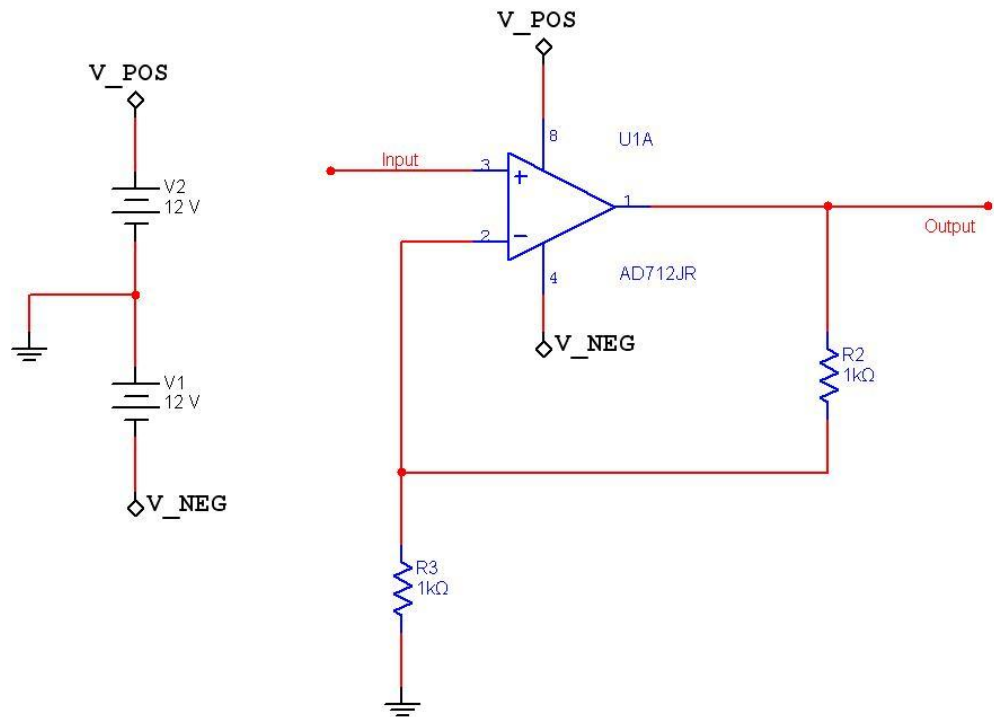 V_POS
V2
12 V
V1
12 V
V_NEG
V_POS
8
U1A
Input
3
+
1
Output
2
−
4
AD712JR
V_NEG
R2
1kΩ
R3
1kΩ